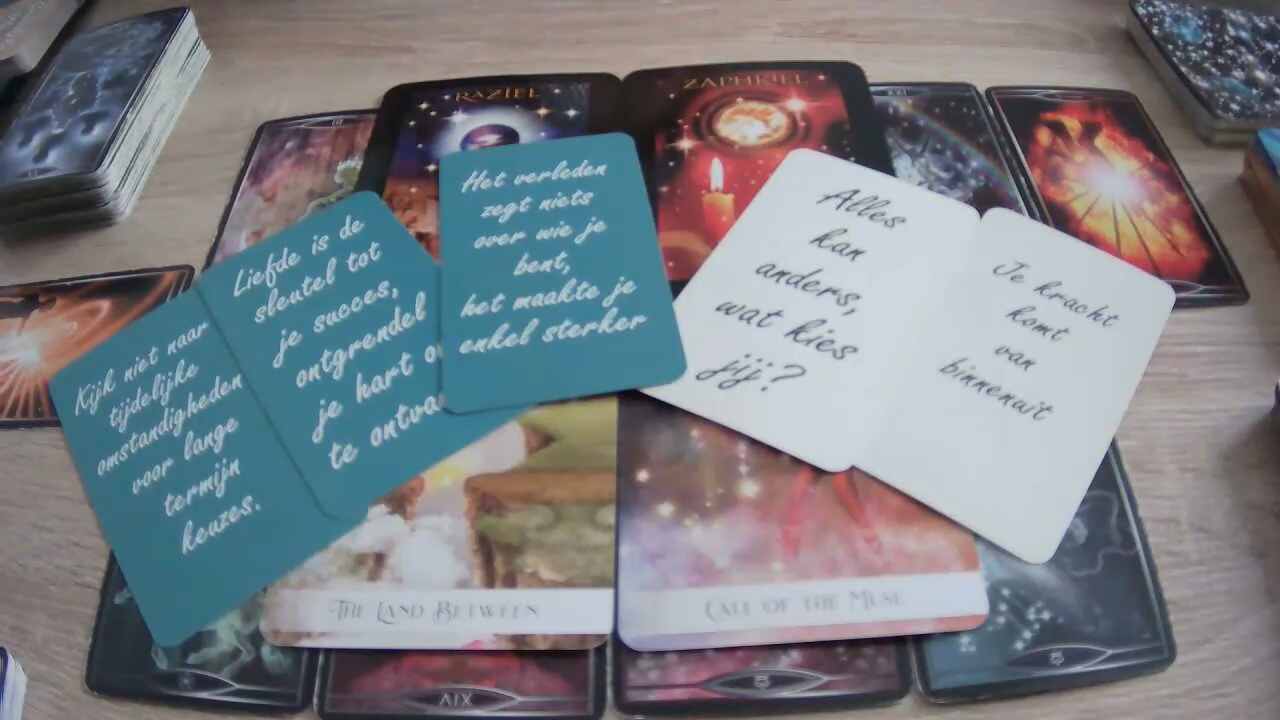 RAZIEL
ZAPHKIEL
Kijk niet naar
tijdelijke
omstandigheden
voor lange
termijn
keuzes.
Liefde is de
sleutel tot
je succes,
ontgrendel
je hart
te
Het verleden
zegt niets
over wie je
bent,
het maakte je
enkel sterker
Alles
kan
anders,
wat kies
jij?
Je kracht
komt
van
binnenuit
THE LAND BETWEEN
CALL OF THE MUSE
XIV